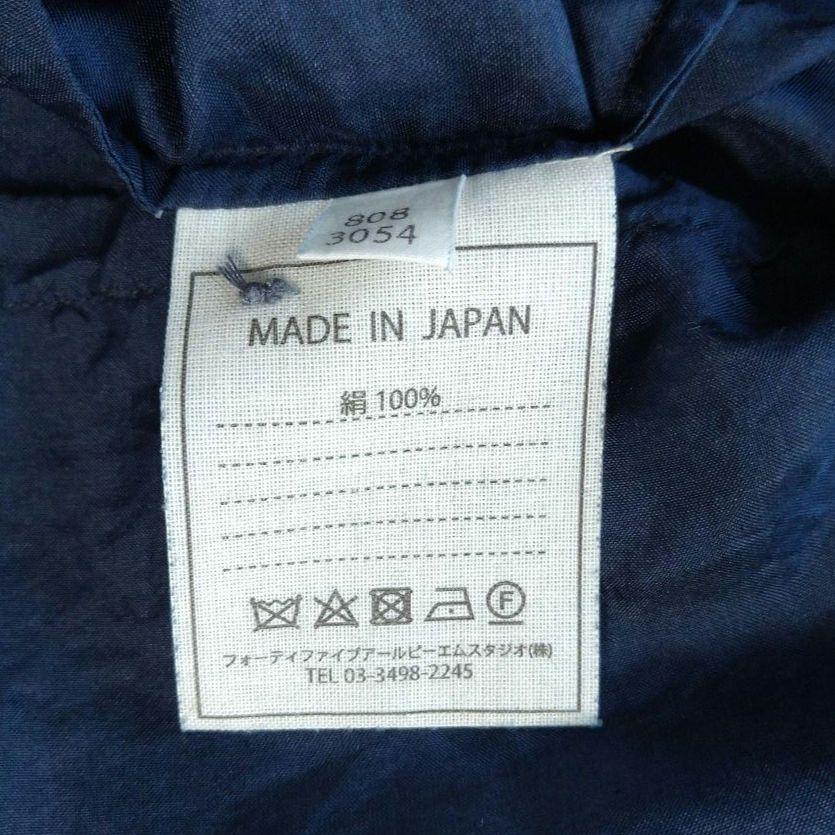 808
3054
MADE IN JAPAN
絹 100%
F
フォーティファイブアールピーエムスタジオ(株)
TEL 03-3498-2245